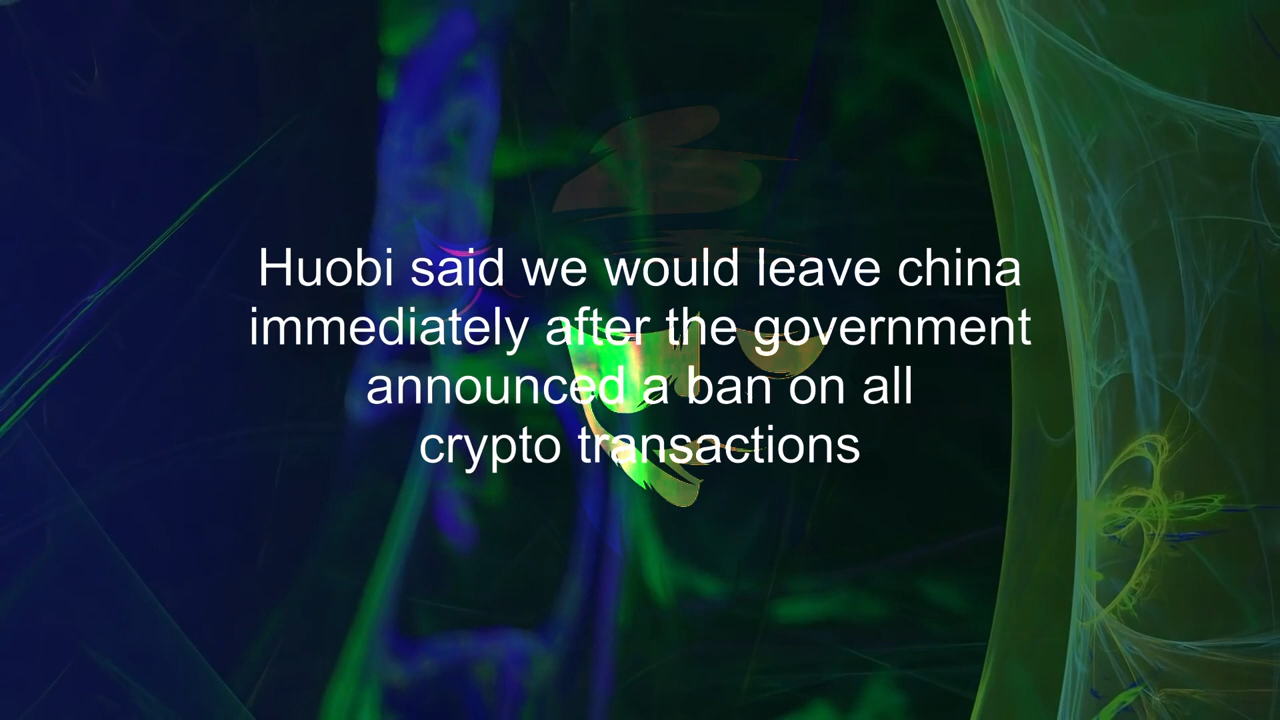 Huobi said we would leave china
immediately after the government
announced a ban on all
crypto transactions